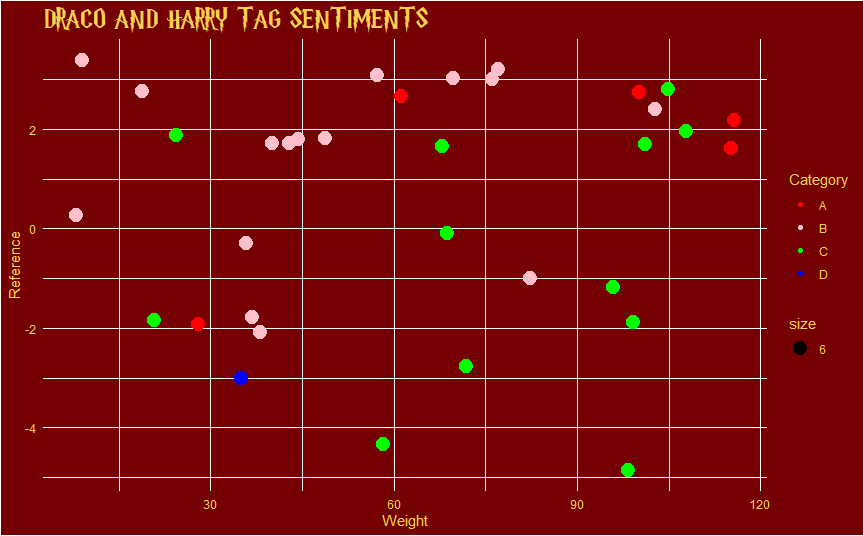 DRACO AND HARRY TAG SENTIMENTS
2
0
-2
-4
Reference
30
60
90
120
Weight
Category
A
B
C
D
size
6